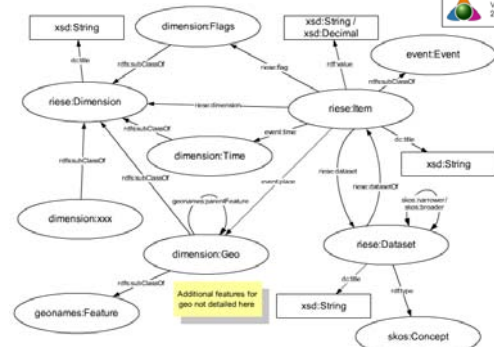 xsd:String
dimension:Flags
xsd:String /
xsd:Decimal
event:Event
dc:title
rdfs:subClassOf
riese:flag
rdf:value
rdfs:subClassOf
riese:Dimension
riese:dimension
riese:Item
rdfs:subClassOf
event:time
dc:title
rdfs:subClassOf
dimension:Time
xsd:String
rdfs:subClassOf
event:place
riese:dataset
riese:datasetOf
dimension:xxx
geonames:parentFeature
skos:narrower/
skos:broader
dimension:Geo
riese:Dataset
rdfs:subClassOf
dc:title
rdf:type
Additional features for
geo not detailed here
geonames:Feature
xsd:String
skos:Concept